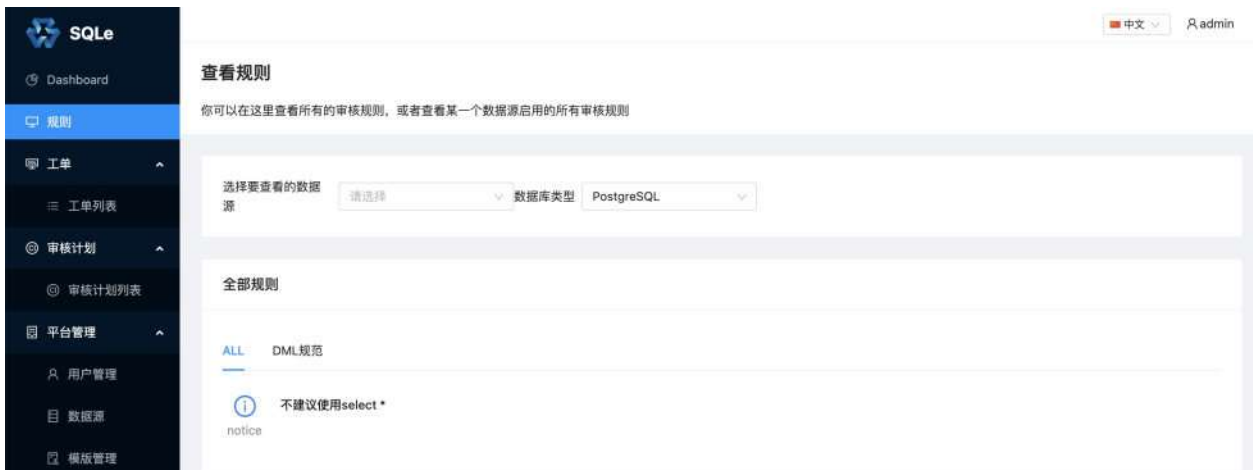 SQLe
中文
admin
Dashboard
规则
工单
工单列表
审核计划
审核计划列表
平台管理
用户管理
数据源
模版管理
查看规则
你可以在这里查看所有的审核规则，或者查看某一个数据源启用的所有审核规则
选择要查看的数据
源
请选择
数据库类型
PostgreSQL
全部规则
ALL DML规范
不建议使用select *
notice